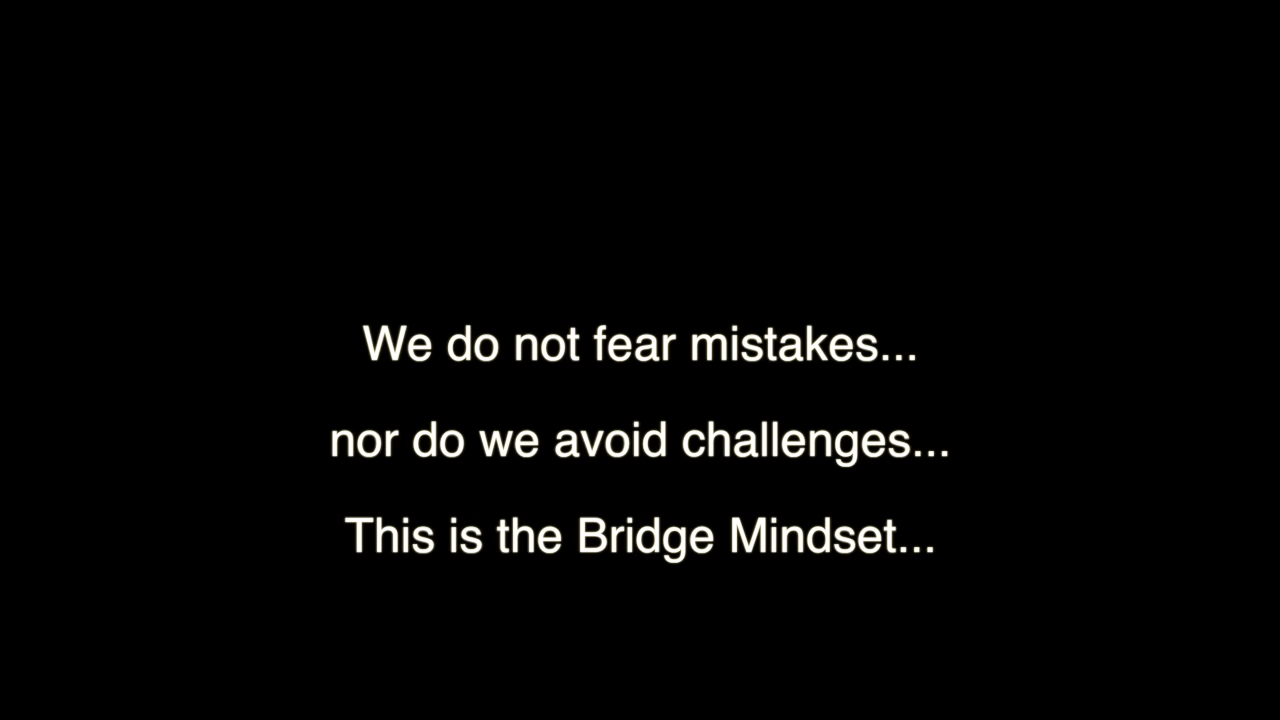 We do not fear mistakes...
nor do we avoid challenges...
This is the Bridge Mindset...